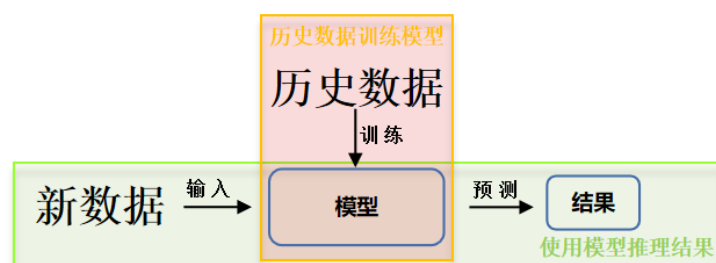 历史数据训练模型
历史数据
训练
新数据
输入
模型
预测
结果
使用模型推理结果